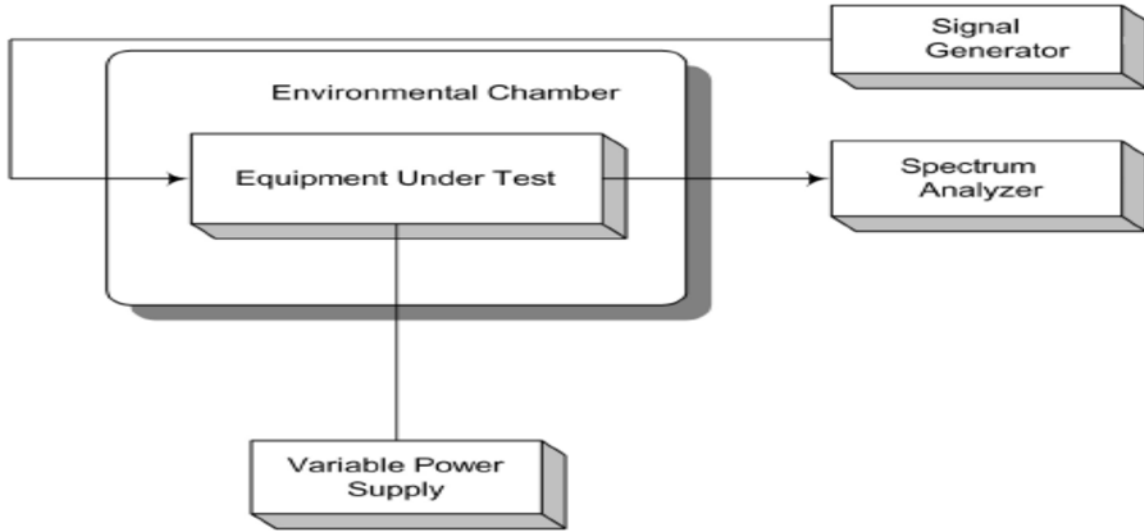 Signal
Generator
Environmental Chamber
Equipment Under Test
Spectrum
Analyzer
Variable Power
Supply